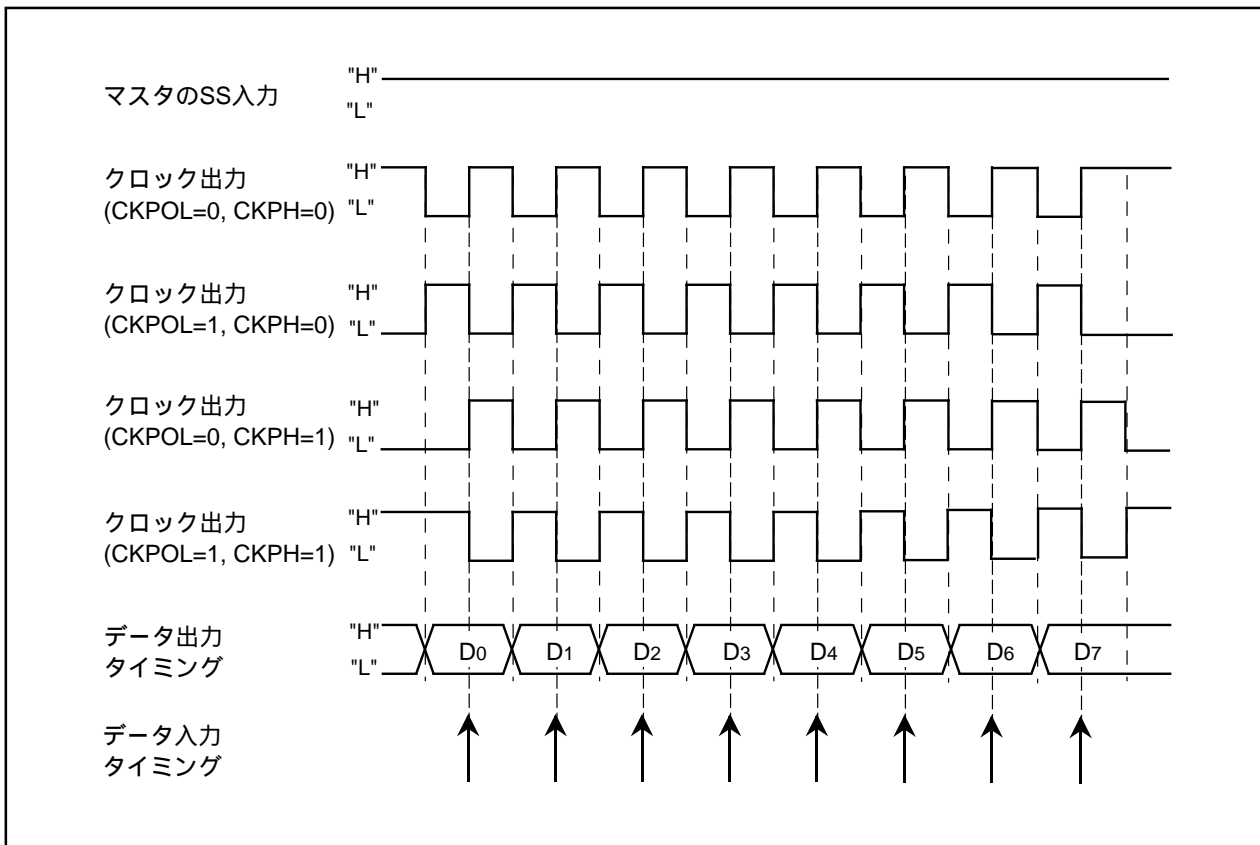 マスタのSS入力
"H"
"L"
クロック出力
(CKPOL=0, CKPH=0)
"H"
"L"
クロック出力
(CKPOL=1, CKPH=0)
"H"
"L"
クロック出力
(CKPOL=0, CKPH=1)
"H"
"L"
クロック出力
(CKPOL=1, CKPH=1)
"H"
"L"
データ出力
タイミング
"H"
"L"
D0 D1 D2 D3 D4 D5 D6 D7
データ入力
タイミング